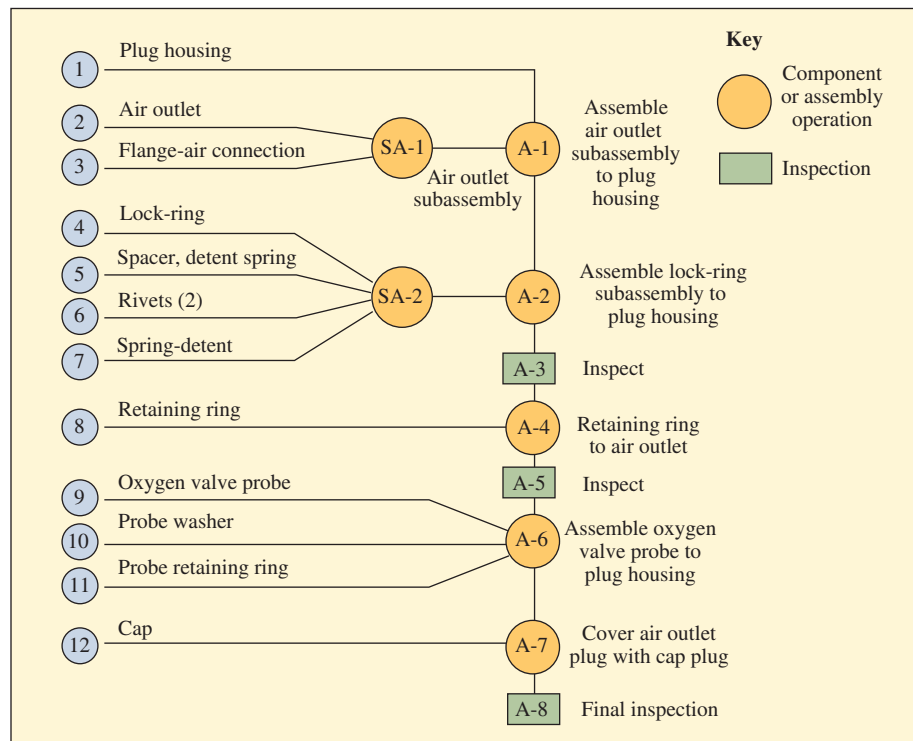 Key
Component
or assembly
operation
Inspection
Plug housing
1
Air outlet
2
Flange-air connection
3
SA-1
Air outlet
subassembly
A-1
Assemble
air outlet
subassembly
to plug
housing
Lock-ring
4
Spacer, detent spring
5
Rivets (2)
6
Spring-detent
7
SA-2
A-2
Assemble lock-ring
subassembly to
plug housing
A-3
Inspect
Retaining ring
8
A-4
Retaining ring
to air outlet
A-5
Inspect
Oxygen valve probe
9
Probe washer
10
Probe retaining ring
11
A-6
Assemble oxygen
valve probe to
plug housing
Cap
12
A-7
Cover air outlet
plug with cap plug
A-8
Final inspection